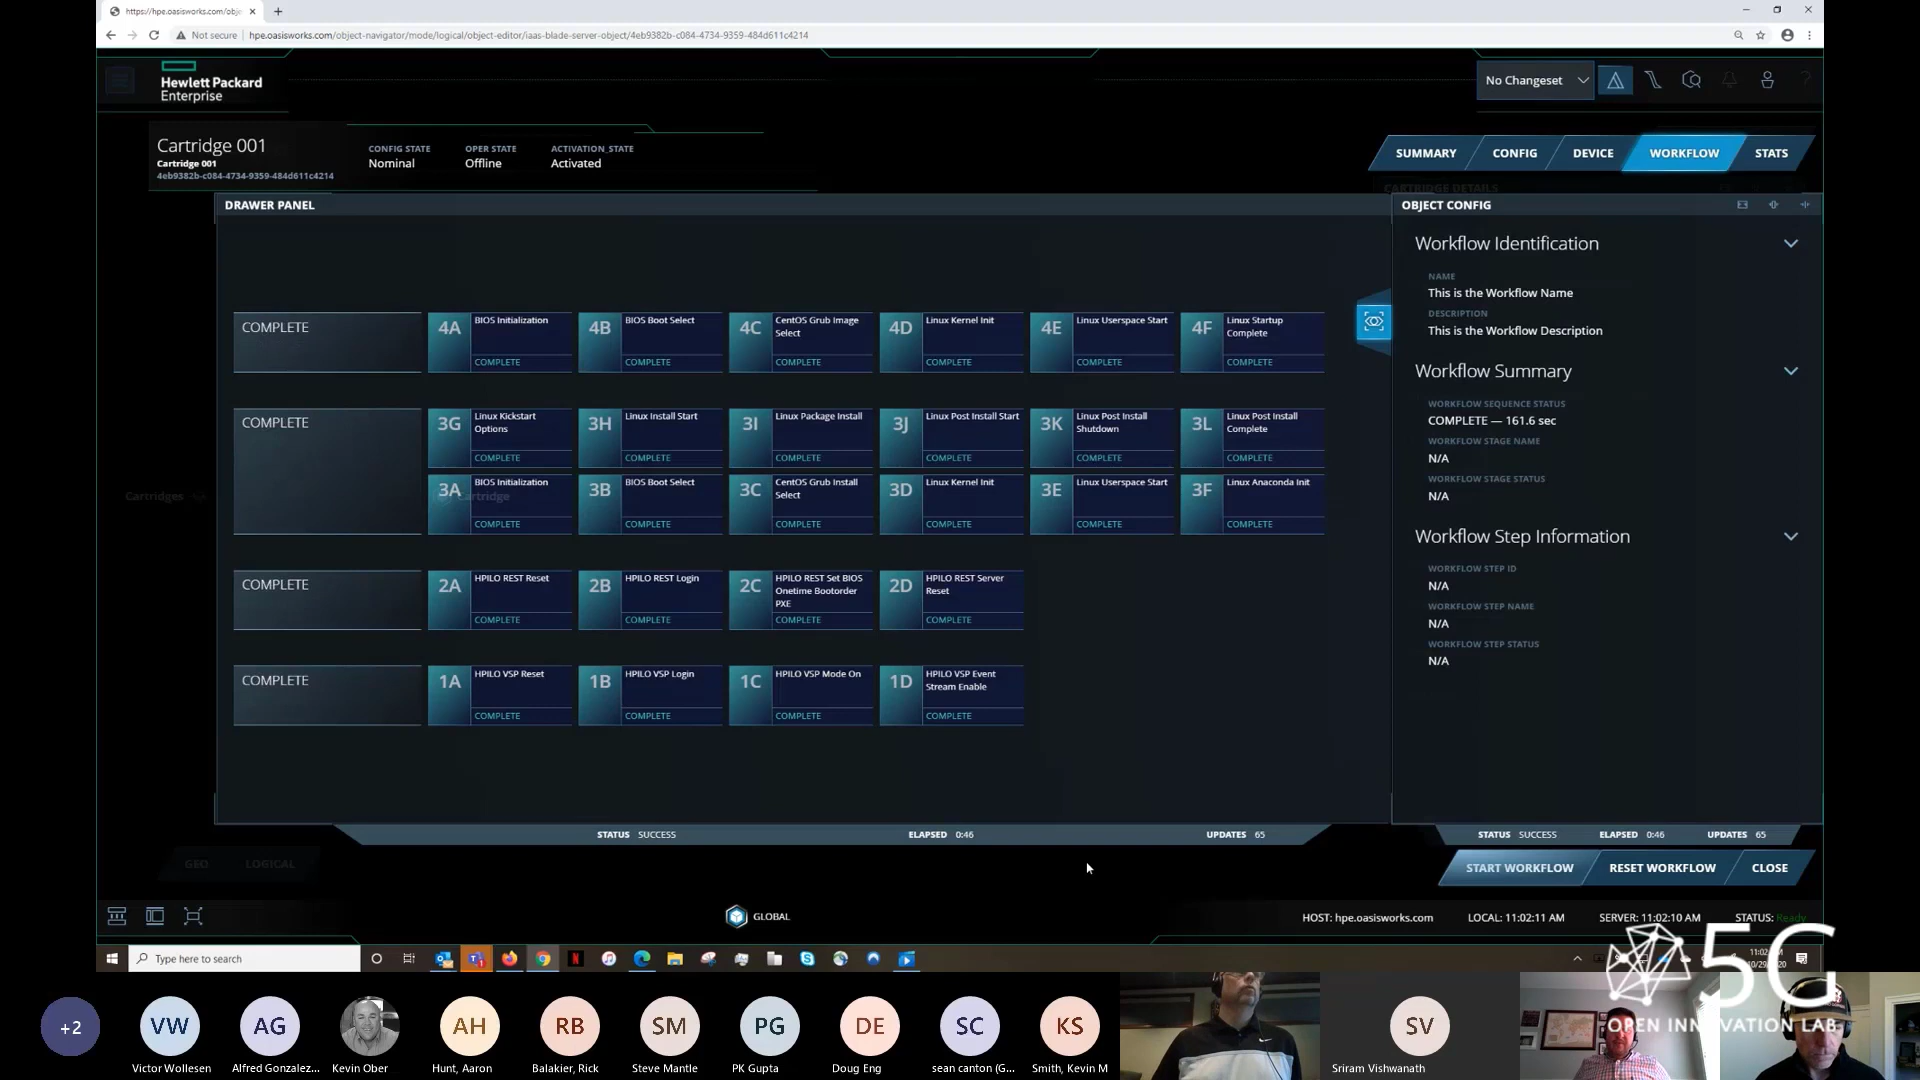 https://hpe.oasisworks.com/obje
Not secure
hpe.oasisworks.com/object-navigator/mode/logical/object-editor/iaas-blade-server-object/4eb9382b-c084-4734-9359-484d611c4214
Hewlett Packard
Enterprise
No Changeset
Cartridge 001
Cartridge 001
4eb9382b-c084-4734-9359-484d611c4214
CONFIG STATE
Nominal
OPER STATE
Offline
ACTIVATION_STATE
Activated
SUMMARY
CONFIG
DEVICE
WORKFLOW
STATS
CARTRIDGE DETAILS
DRAWER PANEL
COMPLETE
4A BIOS Initialization
COMPLETE
4B BIOS Boot Select
COMPLETE
4C CentOS Grub Image
Select
COMPLETE
4D Linux Kernel Init
COMPLETE
4E Linux Userspace Start
COMPLETE
4F Linux Startup
Complete
COMPLETE
COMPLETE
3G Linux Kickstart
Options
COMPLETE
3H Linux Install Start
COMPLETE
3I Linux Package Install
COMPLETE
3J Linux Post Install Start
COMPLETE
3K Linux Post Install
Shutdown
COMPLETE
3L Linux Post Install
Complete
COMPLETE
3A BIOS Initialization
COMPLETE
3B BIOS Boot Select
COMPLETE
3C CentOS Grub Install
Select
COMPLETE
3D Linux Kernel Init
COMPLETE
3E Linux Userspace Start
COMPLETE
3F Linux Anaconda Init
COMPLETE
Cartridges
Cartridge
COMPLETE
2A HPILO REST Reset
COMPLETE
2B HPILO REST Login
COMPLETE
2C HPILO REST Set BIOS
Onetime Bootorder
PXE
COMPLETE
2D HPILO REST Server
Reset
COMPLETE
COMPLETE
1A HPILO VSP Reset
COMPLETE
1B HPILO VSP Login
COMPLETE
1C HPILO VSP Mode On
COMPLETE
1D HPILO VSP Event
Stream Enable
COMPLETE
STATUS SUCCESS
ELAPSED 0:46
UPDATES 65
OBJECT CONFIG
Workflow Identification
NAME
This is the Workflow Name
DESCRIPTION
This is the Workflow Description
Workflow Summary
WORKFLOW SEQUENCE STATUS
COMPLETE — 161.6 sec
WORKFLOW STAGE NAME
N/A
WORKFLOW STAGE STATUS
N/A
Workflow Step Information
WORKFLOW STEP ID
N/A
WORKFLOW STEP NAME
N/A
WORKFLOW STEP STATUS
N/A
STATUS SUCCESS
ELAPSED 0:46
UPDATES 65
START WORKFLOW
RESET WORKFLOW
CLOSE
GEO
LOGICAL
GLOBAL
HOST: hpe.oasisworks.com
LOCAL: 11:02:11 AM
SERVER: 11:02:10 AM
STATUS: Ready
Type here to search
5G
OPEN INNOVATION LAB
+2
VW
Victor Wollesen
AG
Alfred Gonzalez...
Kevin Ober
AH
Hunt, Aaron
RB
Balakier, Rick
SM
Steve Mantle
PG
PK Gupta
DE
Doug Eng
SC
sean canton (G...
KS
Smith, Kevin M
SV
Sriram Vishwanath